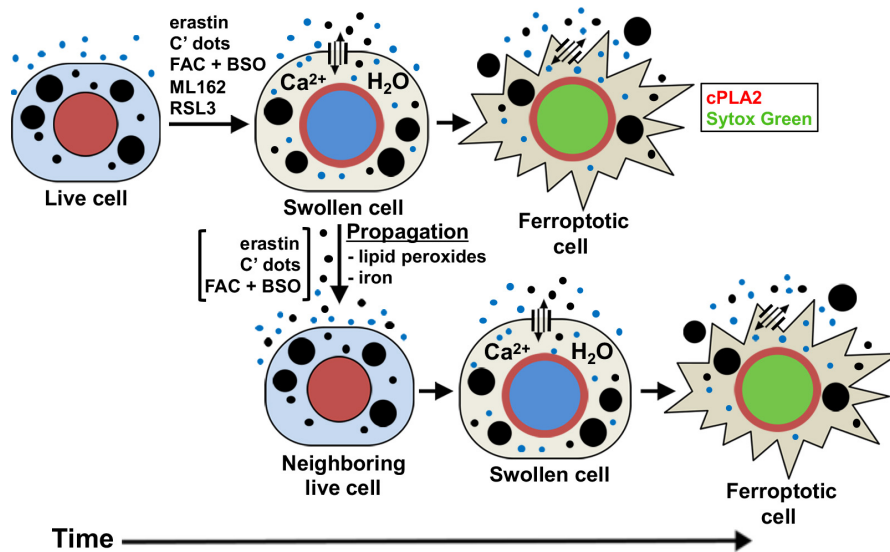 erastin
C' dots
FAC + BSO
ML162
RSL3
Ca²⁺
H₂O
cPLA2
Sytox Green
Live cell
Swollen cell
Ferroptotic
cell
erastin
C' dots
FAC + BSO
Propagation
- lipid peroxides
- iron
Ca²⁺
H₂O
Neighboring
live cell
Swollen cell
Ferroptotic
cell
Time